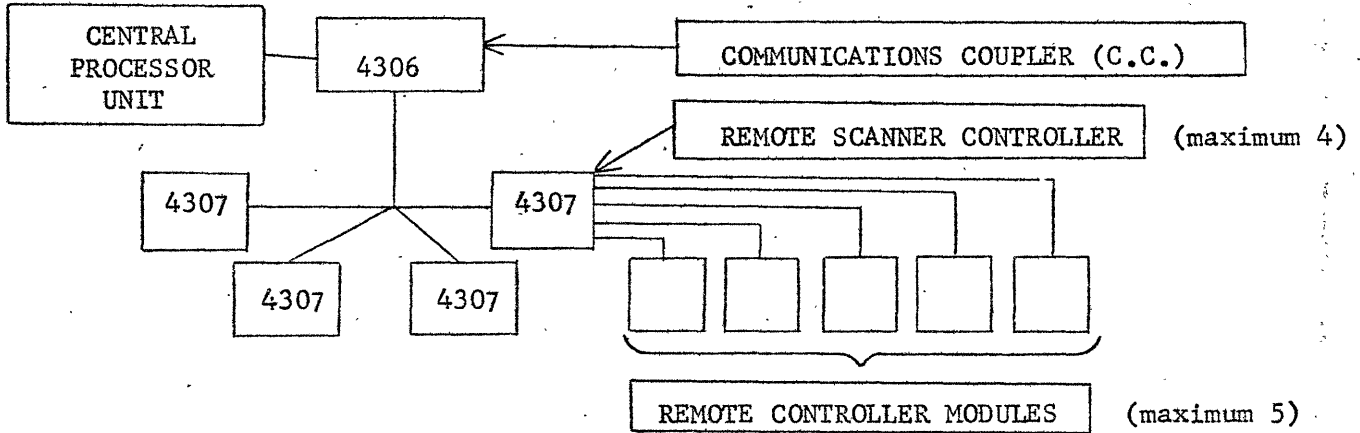 CENTRAL
PROCESSOR
UNIT
4306
COMMUNICATIONS COUPLER (C.C.)
REMOTE SCANNER CONTROLLER (maximum 4)
4307
4307
4307
4307
REMOTE CONTROLLER MODULES (maximum 5)